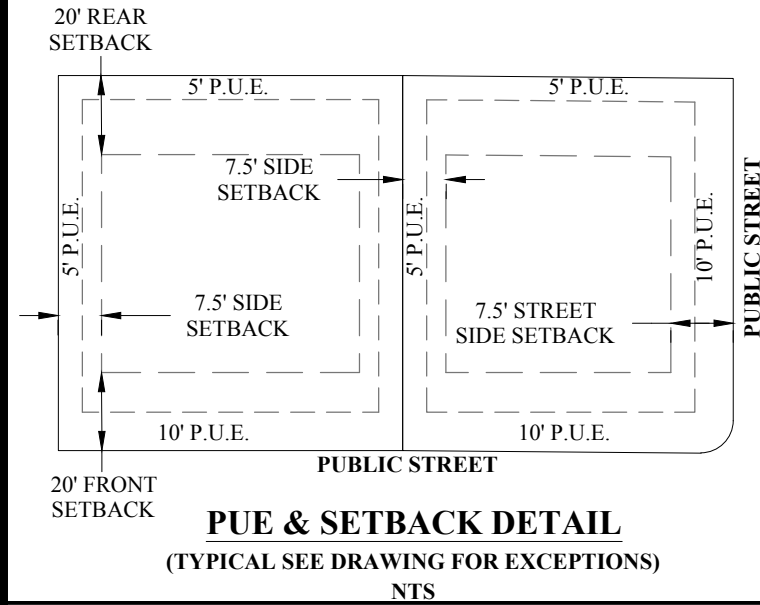 20' REAR
SETBACK
5' P.U.E.
5' P.U.E.
7.5' SIDE
SETBACK
5' P.U.E.
5' P.U.E.
10' P.U.E.
PUBLIC STREET
7.5' SIDE
SETBACK
7.5' STREET
SIDE SETBACK
10' P.U.E.
10' P.U.E.
PUBLIC STREET
20' FRONT
SETBACK
PUE & SETBACK DETAIL
(TYPICAL SEE DRAWING FOR EXCEPTIONS)
NTS